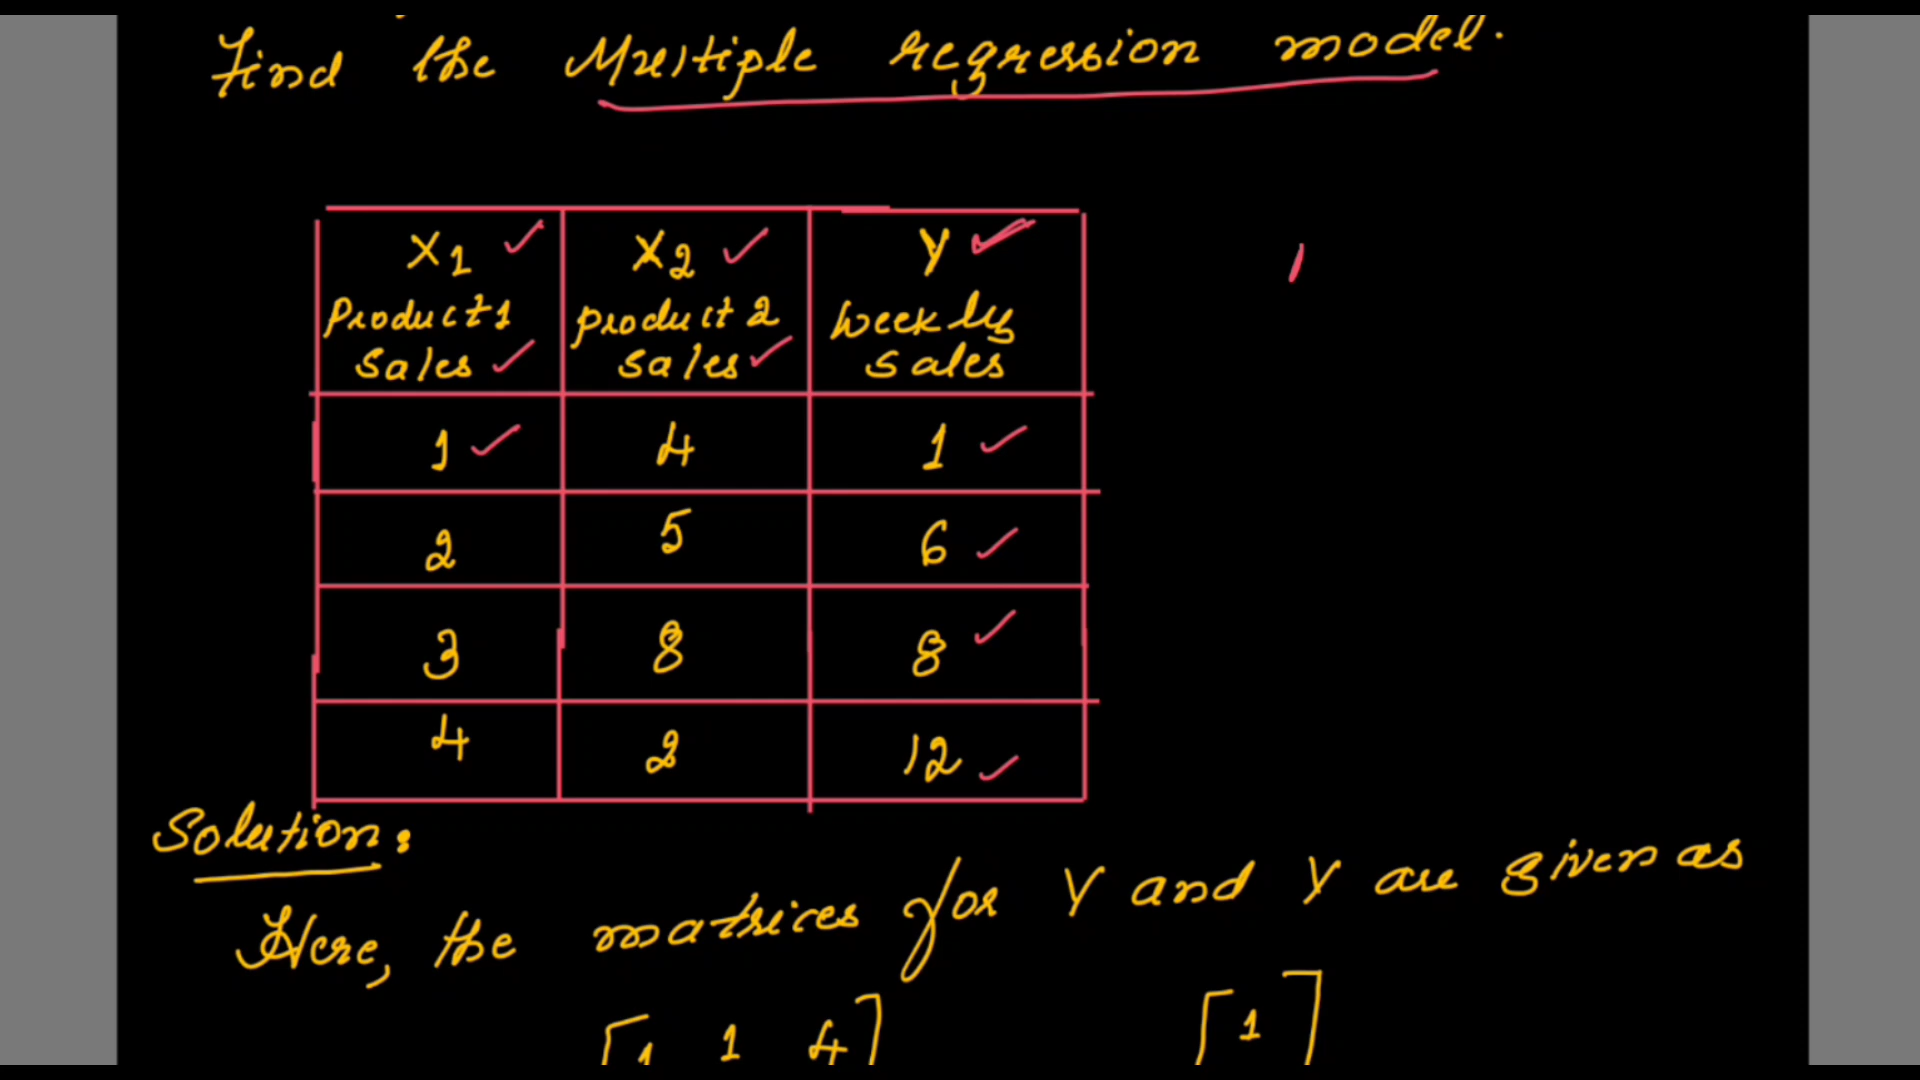 Find the Multiple regression model.
X1 X2 Y
Product1 sales product 2 sales weekly sales
1 4 1
2 5 6
3 8 8
4 2 12
Solution:
Here, the matrices for Y and Y are given as
[1 1 4] [1]